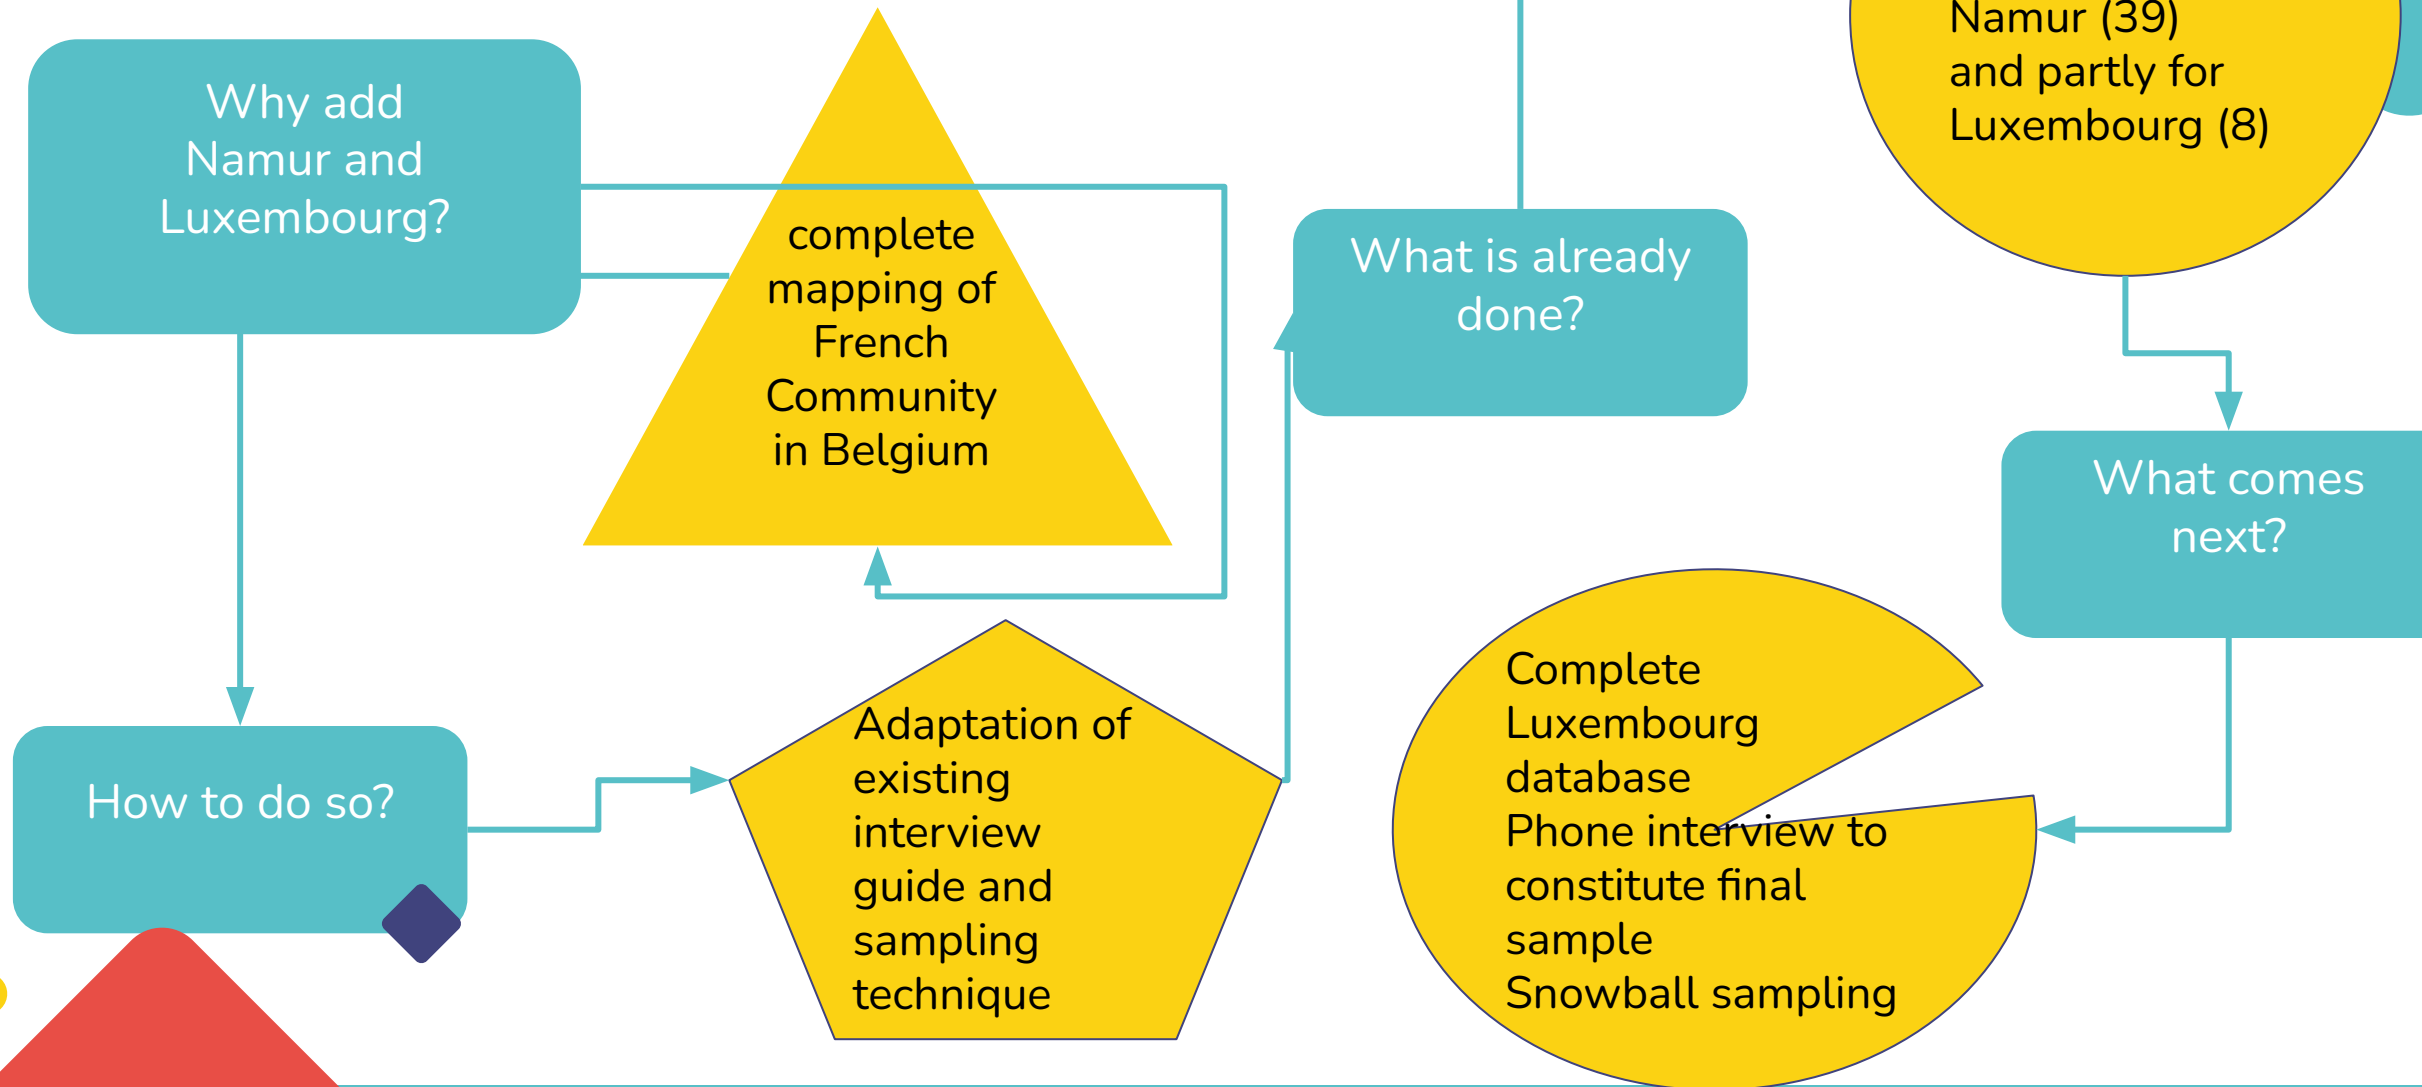 Why add
Namur and
Luxembourg?
complete
mapping of
French
Community
in Belgium
How to do so?
Adaptation of
existing
interview
guide and
sampling
technique
What is already
done?
Namur (39)
and partly for
Luxembourg (8)
What comes
next?
Complete
Luxembourg
database
Phone interview to
constitute final
sample
Snowball sampling